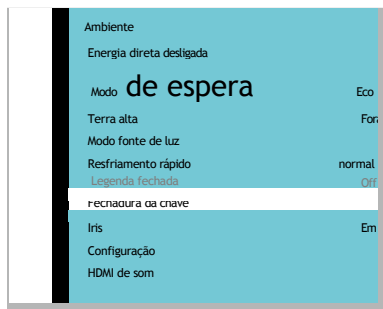 Ambiente
Energia direta desligada
Modo de espera Eco
Terra alta Fora
Modo fonte de luz
Resfriamento rápido normal
Legenda fechada Off
Fechadura da chave
Iris Em
Configuração
HDMI de som